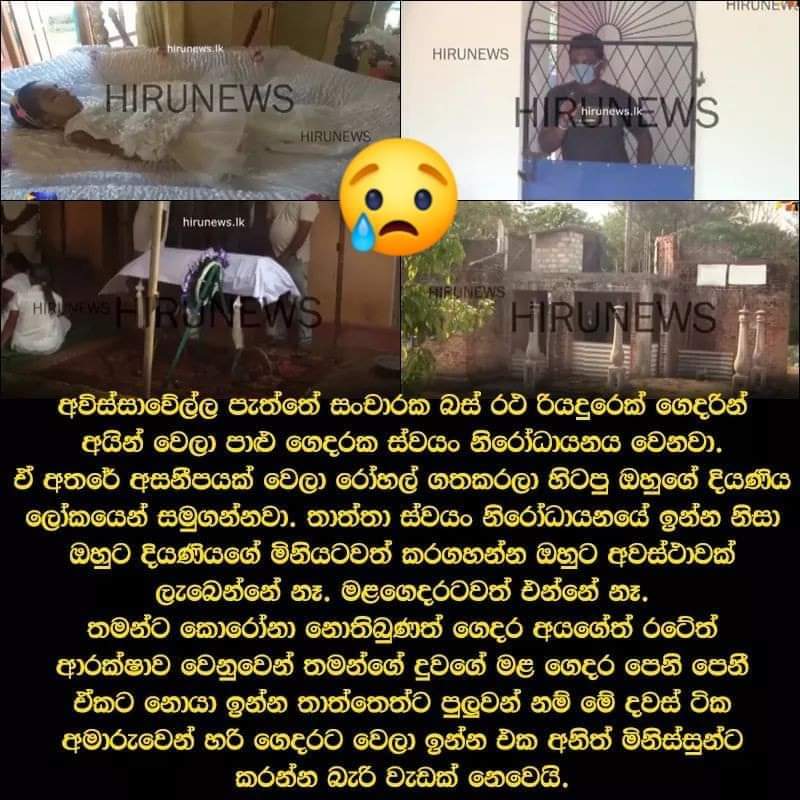 hirunews.lk
HIRUNEWS
HIRUNEWS
HIRUNEWS
HIRUNEWS
hirunews.lk
HIRUNEWS
hirunews.lk
HIRUNEWS
HIRUNEWS
HIRUNEWS
HIRUNEWS
අවිස්සාවේල්ල පැත්තේ සංචාරක බස් රථ රියදුරෙක් ගෙදරින්
අයින් වෙලා පාළු ගෙදරක ස්වයං නිරෝධායනය වෙනවා.
ඒ අතරේ අසනීපයක් වෙලා රෝහල් ගතකරලා හිටපු ඔහුගේ දියණිය
ලෝකයෙන් සමුගන්නවා. තාත්තා ස්වයං නිරෝධායනයේ ඉන්න නිසා
ඔහුට දියණියගේ මිනියටවත් කරගහන්න ඔහුට අවස්ථාවක්
ලැබෙන්නේ නෑ. මළගෙදරටවත් එන්නේ නෑ.
තමන්ට කොරෝනා නොතිබුණත් ගෙදර අයගේත් රටේත්
ආරක්ෂාව වෙනුවෙන් තමන්ගේ දුවගේ මළ ගෙදර පෙනි පෙනී
ඒකට නොයා ඉන්න තාත්තෙත්ට පුලුවන් නම් මේ දවස් ටික
අමාරුවෙන් හරි ගෙදරට වෙලා ඉන්න එක අනිත් මිනිස්සුන්ට
කරන්න බැරි වැඩක් නෙවෙයි.